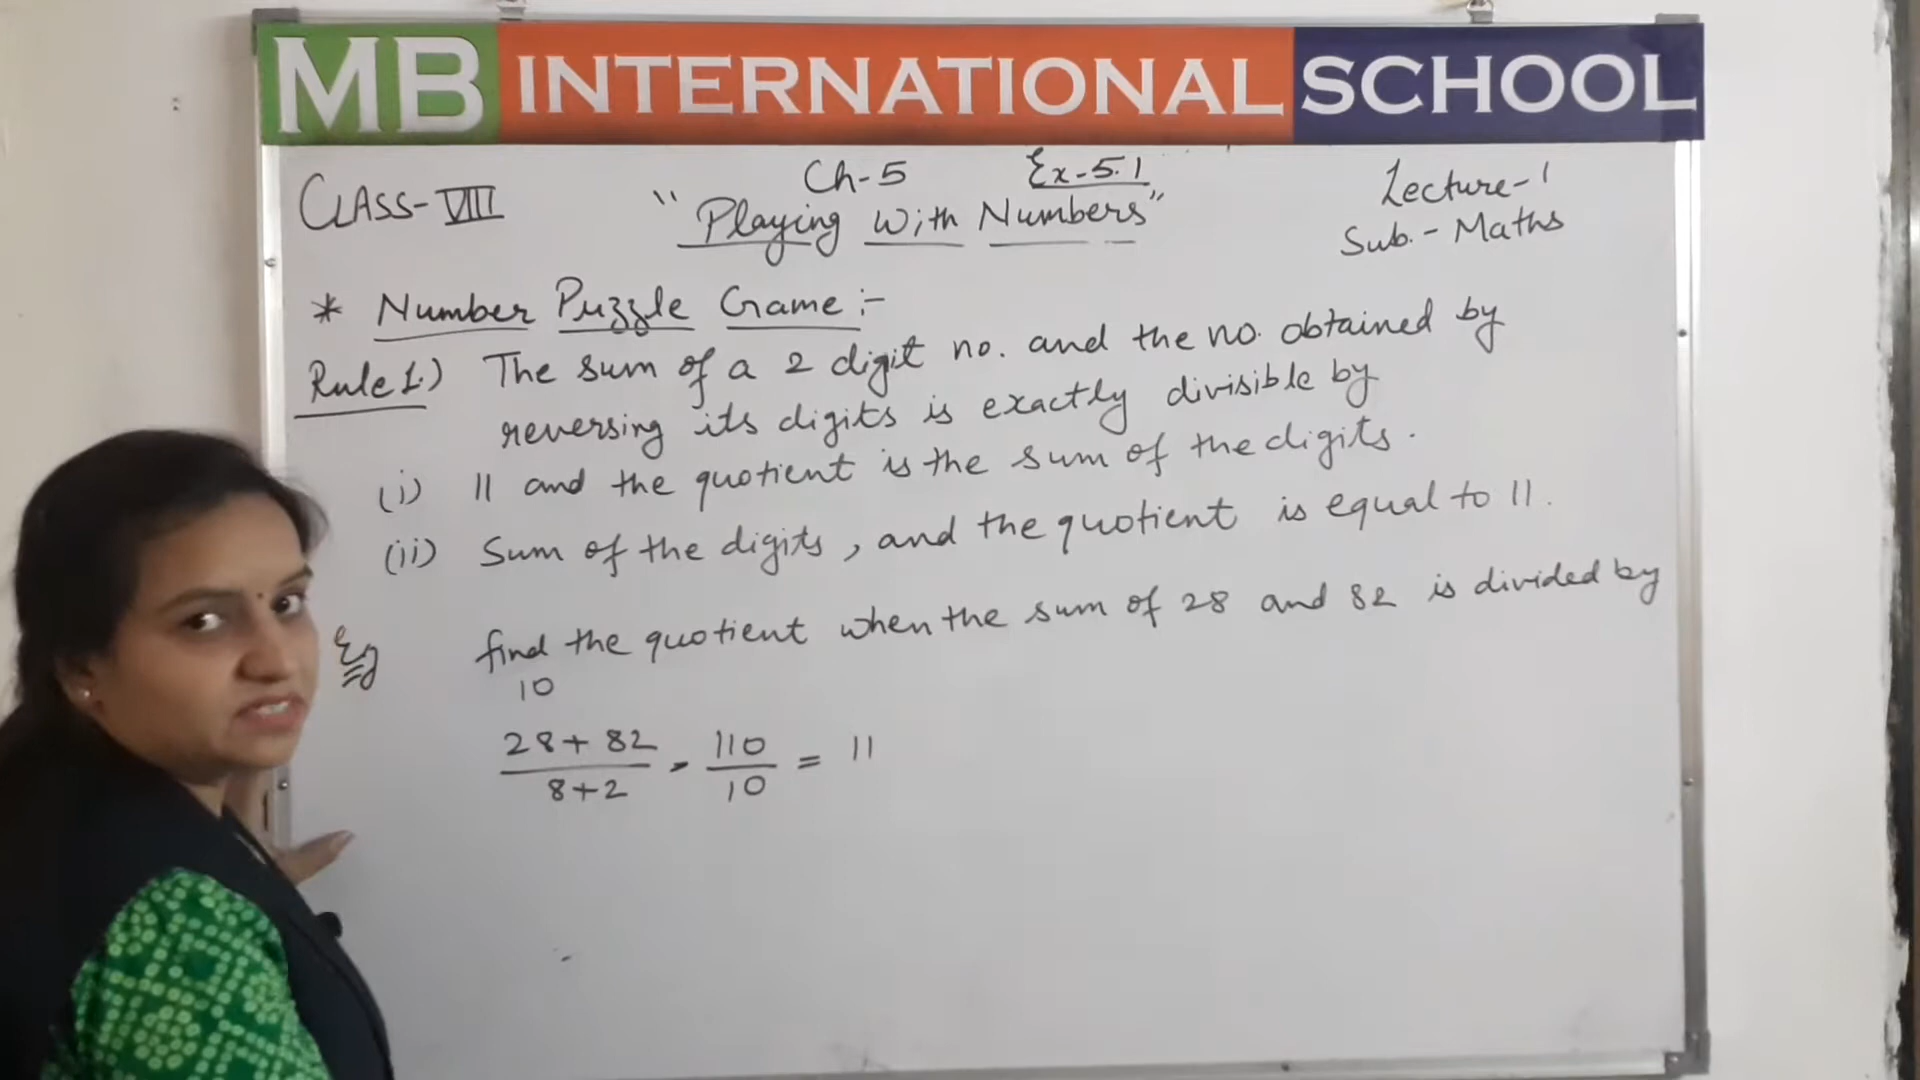 MB INTERNATIONAL SCHOOL
CLASS-VIII
Ch-5 Ex-5.1
"Playing With Numbers"
Lecture-1
Sub.- Maths
* Number Puzzle Game:-
Rule 1.) The sum of a 2 digit no. and the no. obtained by
reversing its digits is exactly divisible by
(i) 11 and the quotient is the sum of the digits.
(ii) Sum of the digits, and the quotient is equal to 11.
Eg find the quotient when the sum of 28 and 82 is divided by
10
28+82 / 8+2 = 110 / 10 = 11